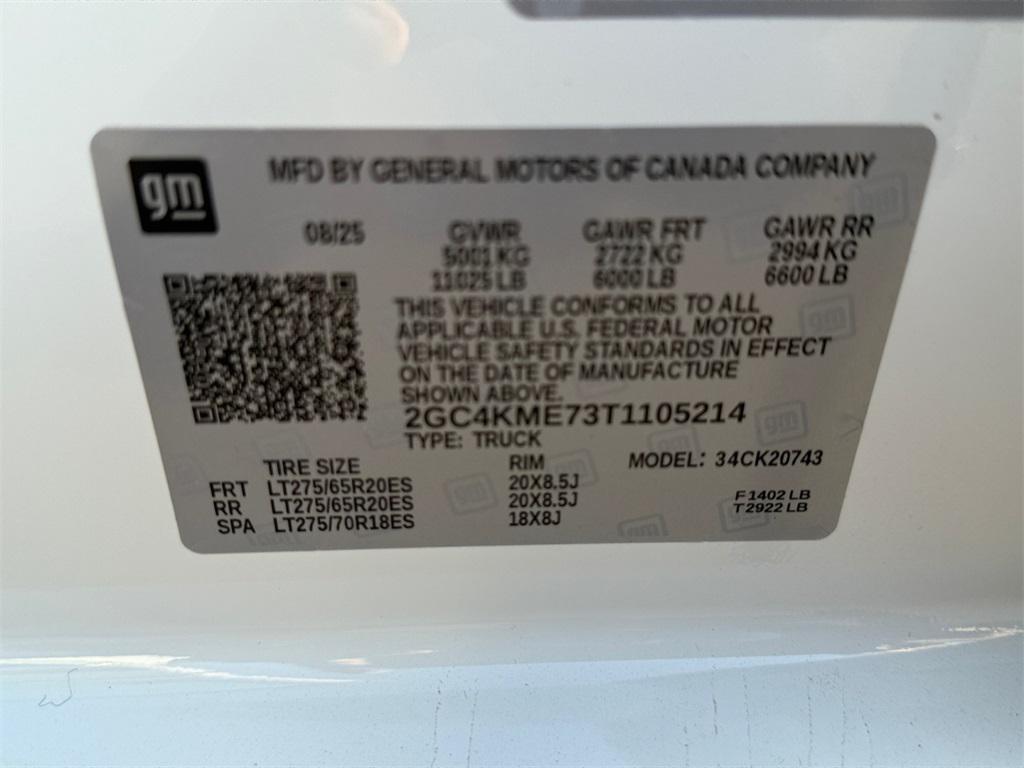 gm
MFD BY GENERAL MOTORS OF CANADA COMPANY
08/25 GVWR GAWR FRT GAWR RR
5001 KG 2722 KG 2994 KG
11025 LB 6000 LB 6600 LB
THIS VEHICLE CONFORMS TO ALL
APPLICABLE U.S. FEDERAL MOTOR
VEHICLE SAFETY STANDARDS IN EFFECT
ON THE DATE OF MANUFACTURE
SHOWN ABOVE.
2GC4KME73T1105214
TYPE: TRUCK
TIRE SIZE RIM MODEL: 34CK20743
FRT LT275/65R20ES 20X8.5J
RR LT275/65R20ES 20X8.5J
SPA LT275/70R18ES 18X8J
F1402 LB
T2922 LB